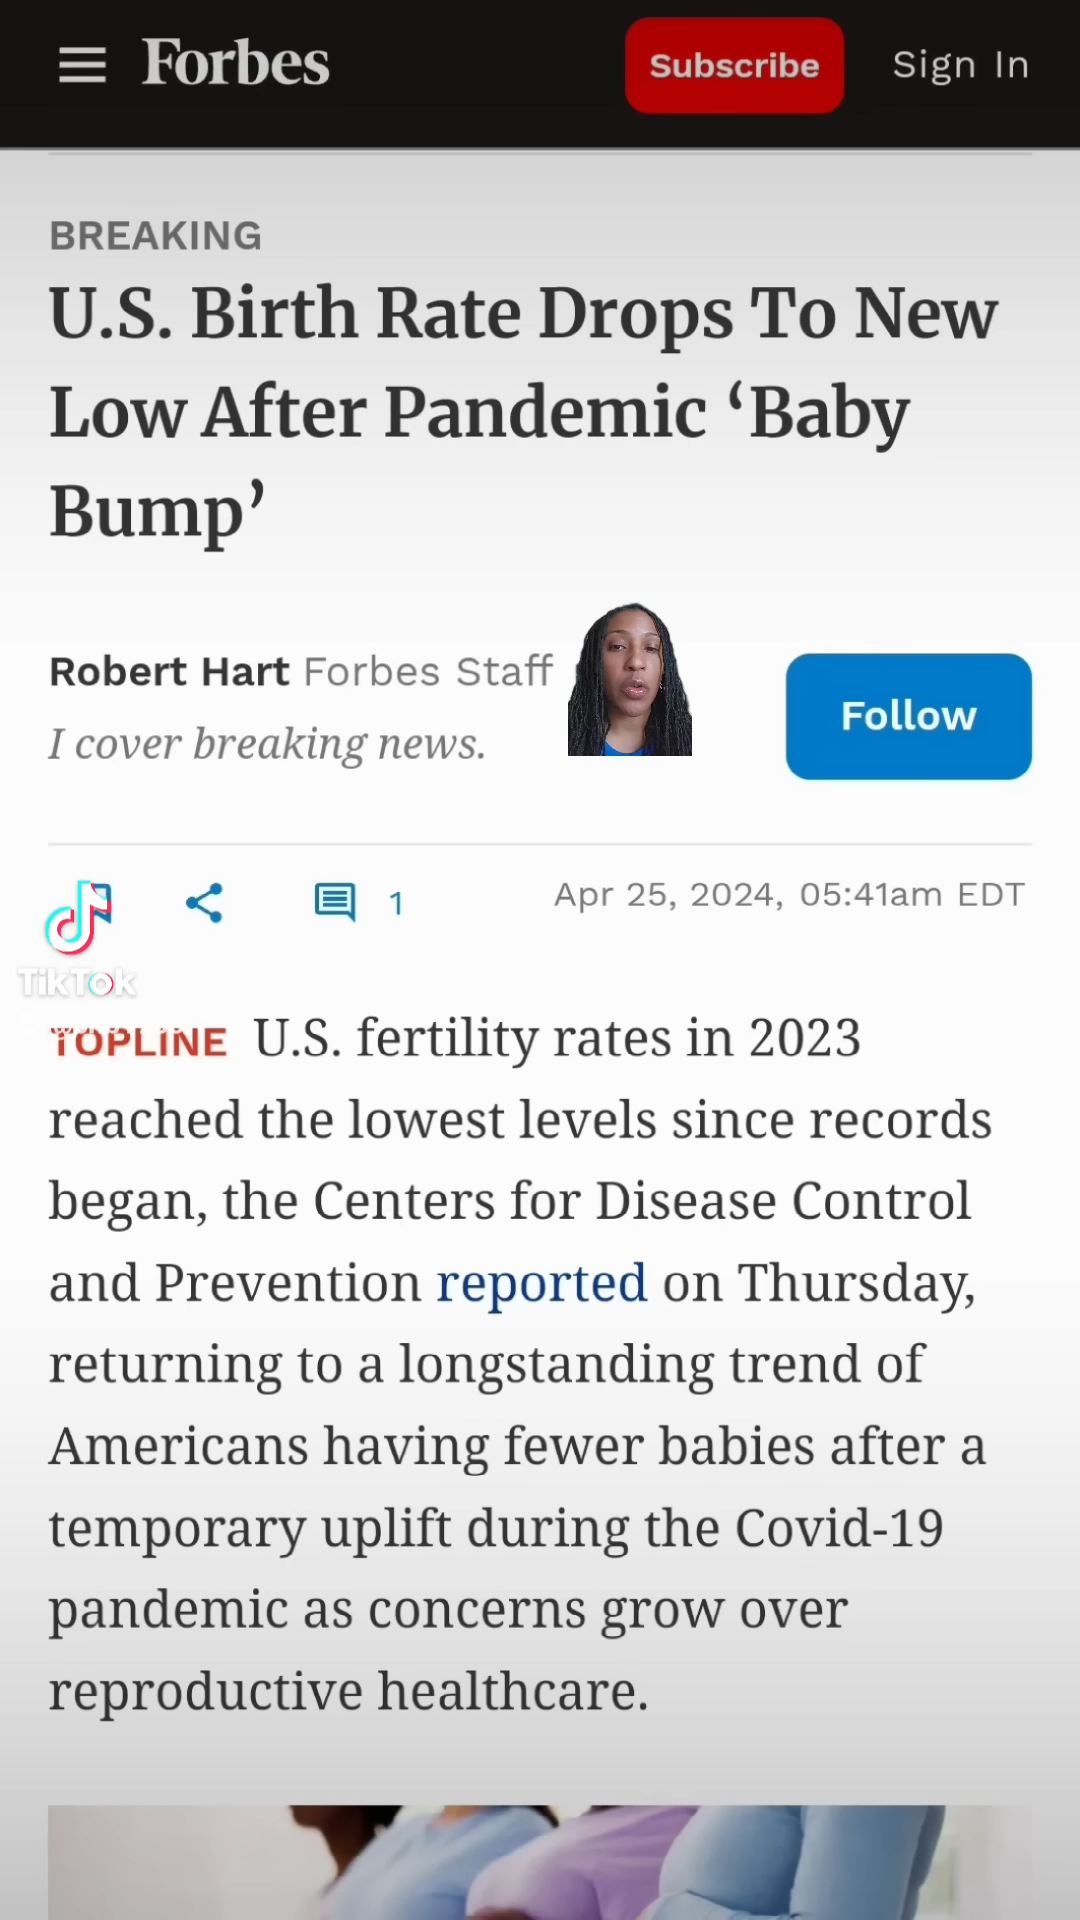 Forbes
Subscribe
Sign In
BREAKING
U.S. Birth Rate Drops To New
Low After Pandemic ‘Baby
Bump’
Robert Hart Forbes Staff
I cover breaking news.
Follow
1
Apr 25, 2024, 05:41am EDT
TikTok
TOPLINE U.S. fertility rates in 2023
reached the lowest levels since records
began, the Centers for Disease Control
and Prevention reported on Thursday,
returning to a longstanding trend of
Americans having fewer babies after a
temporary uplift during the Covid-19
pandemic as concerns grow over
reproductive healthcare.